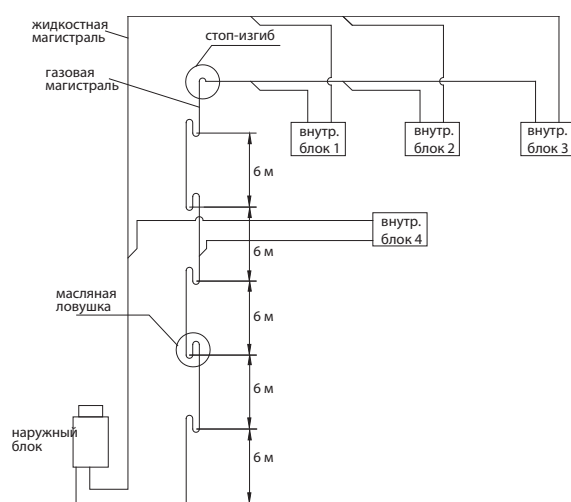 жидкостная
магистраль
стоп-изгиб
газовая
магистраль
внутр.
блок 1
внутр.
блок 2
внутр.
блок 3
6 м
внутр.
блок 4
6 м
масляная
ловушка
6 м
6 м
наружный
блок
6 м